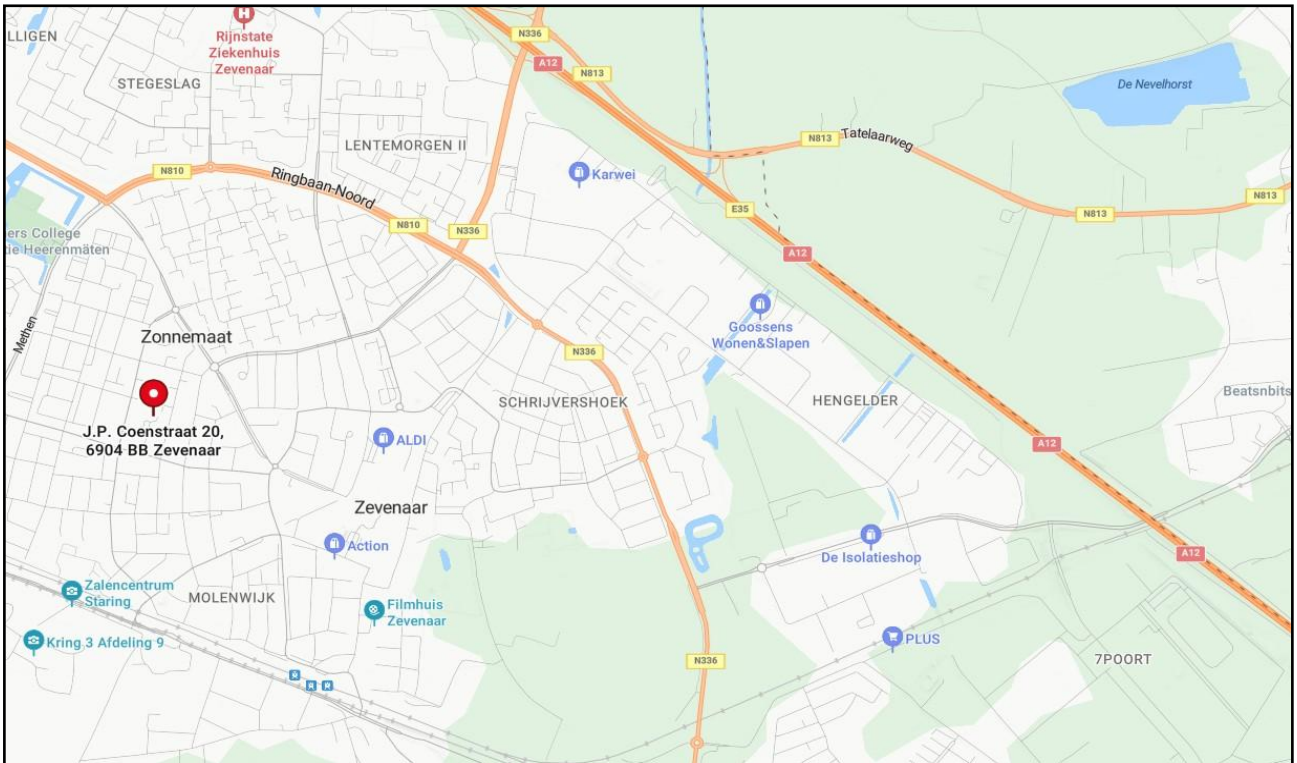 LLIGEN
Rijnstate
Ziekenhuis
Zevenaar
STEGESLAG
N336
A12
N813
De Nevelhorst
LENTEMORGEN II
N813
Tatelaarweg
N810
Ringbaan-Noord
Karwei
N813
E35
N813
N810
N336
ers College
tie Heerenmäten
A12
Methen
Zonnemaat
Goossens
Wonen&Slapen
N336
SCHRIJVERSHOEK
HENGELDER
Beatsnbits
J.P. Coenstraat 20,
6904 BB Zevenaar
ALDI
A12
Zevenaar
Action
De Isolatieshop
A12
Zalencentrum
Staring
MOLENWIJK
Filmhuis
Zevenaar
Kring 3 Afdeling 9
PLUS
N336
7POORT